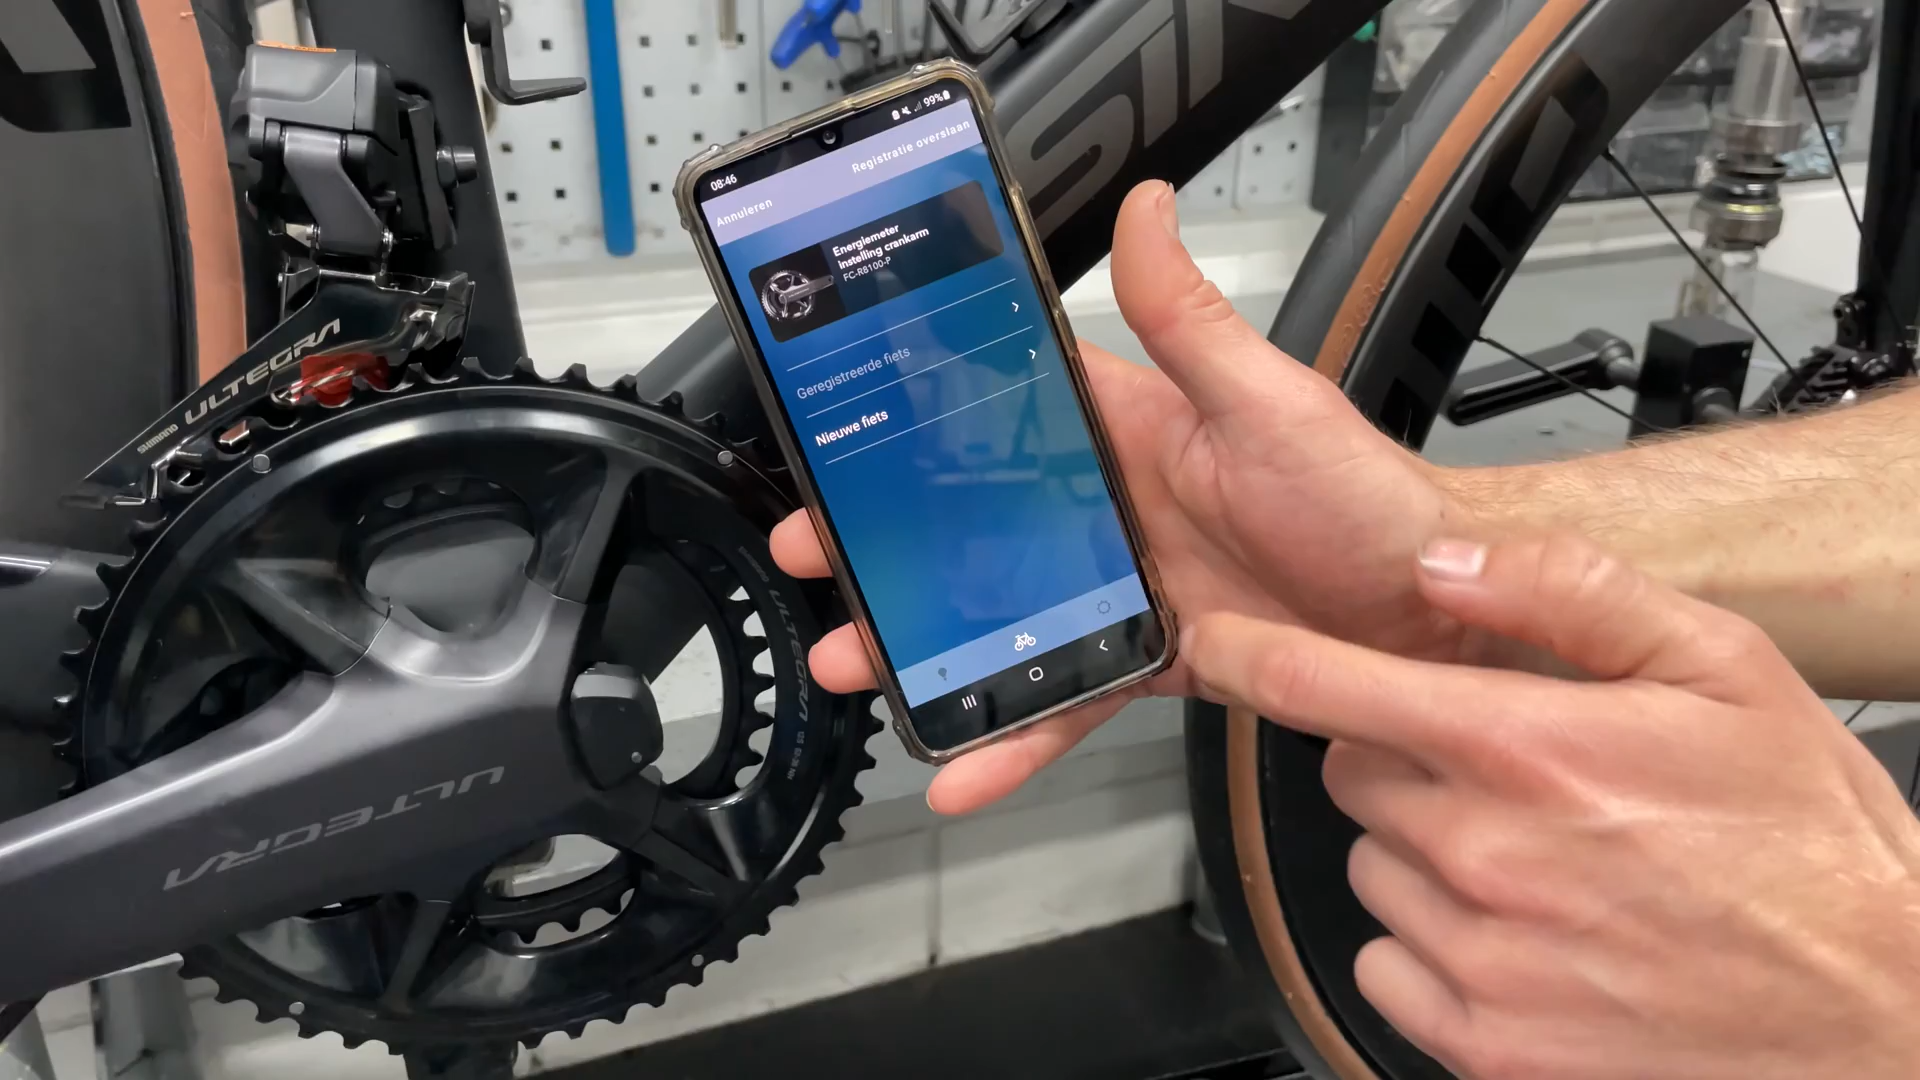 08:46
99%
Annuleren
Registratie overslaan
Energiemeter
instelling crankarm
FC-R8100-P
Geregistreerde fiets
Nieuwe fiets
SHIMANO ULTEGRA
ULTEGRA
SHIMANO ULTEGRA